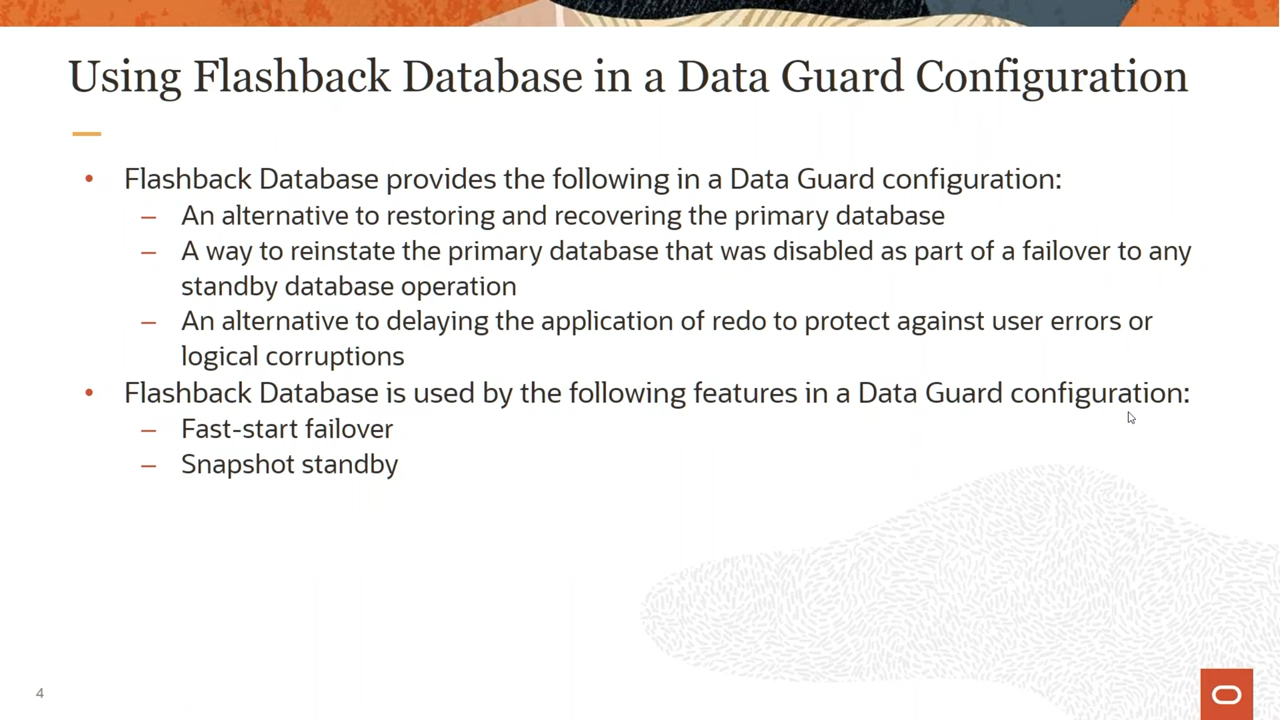 Using Flashback Database in a Data Guard Configuration
• Flashback Database provides the following in a Data Guard configuration:
– An alternative to restoring and recovering the primary database
– A way to reinstate the primary database that was disabled as part of a failover to any
standby database operation
– An alternative to delaying the application of redo to protect against user errors or
logical corruptions
• Flashback Database is used by the following features in a Data Guard configuration:
– Fast-start failover
– Snapshot standby
4